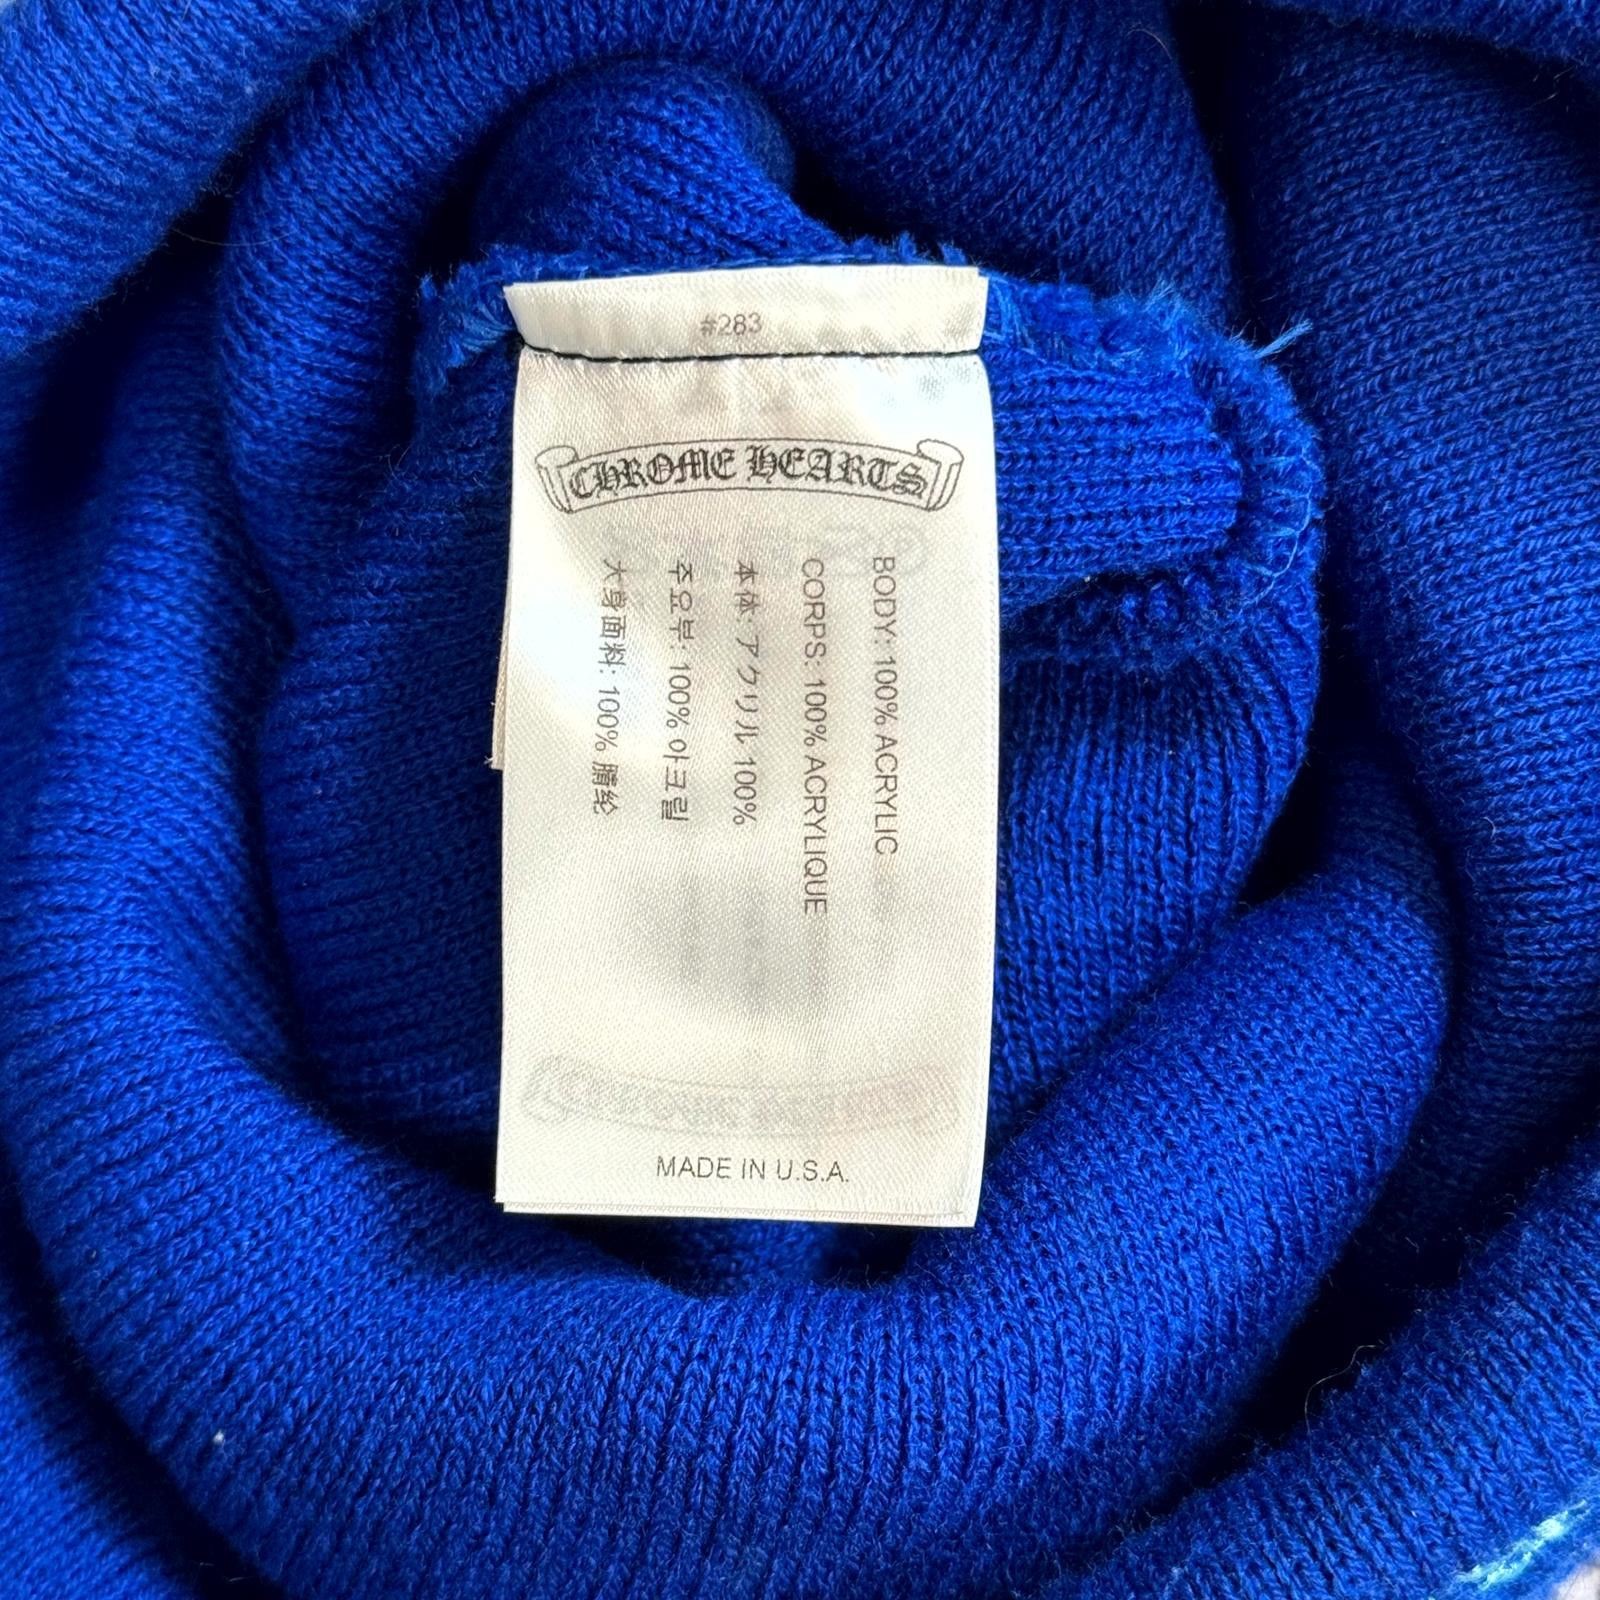 #283
CHROME HEARTS
BODY: 100% ACRYLIC
CORPS: 100% ACRYLIQUE
本体: アクリル 100%
주요부: 100% 아크릴
大身面料: 100% 腈纶
MADE IN U.S.A.